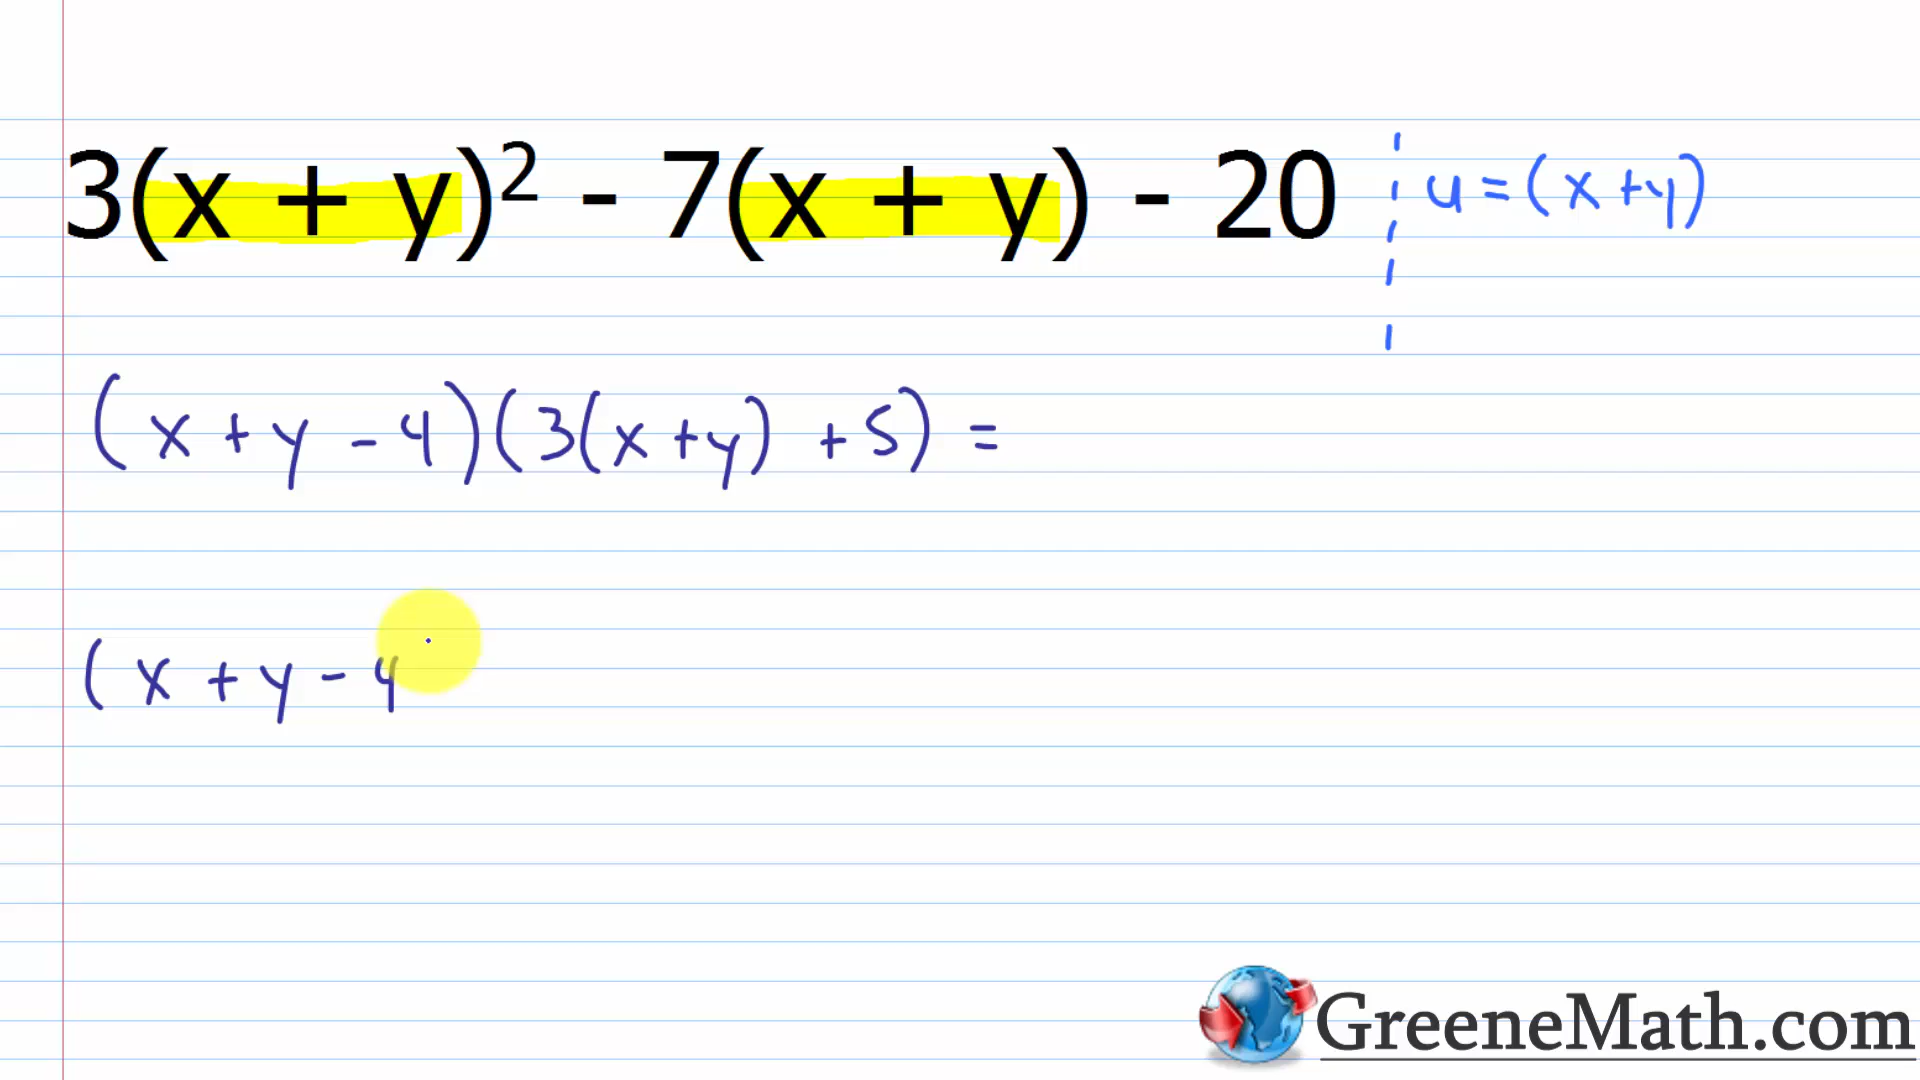 3(x + y)² - 7(x + y) - 20
u = (x + y)
(x + y - 4)(3(x + y) + 5) =
(x + y - 4
GreeneMath.com